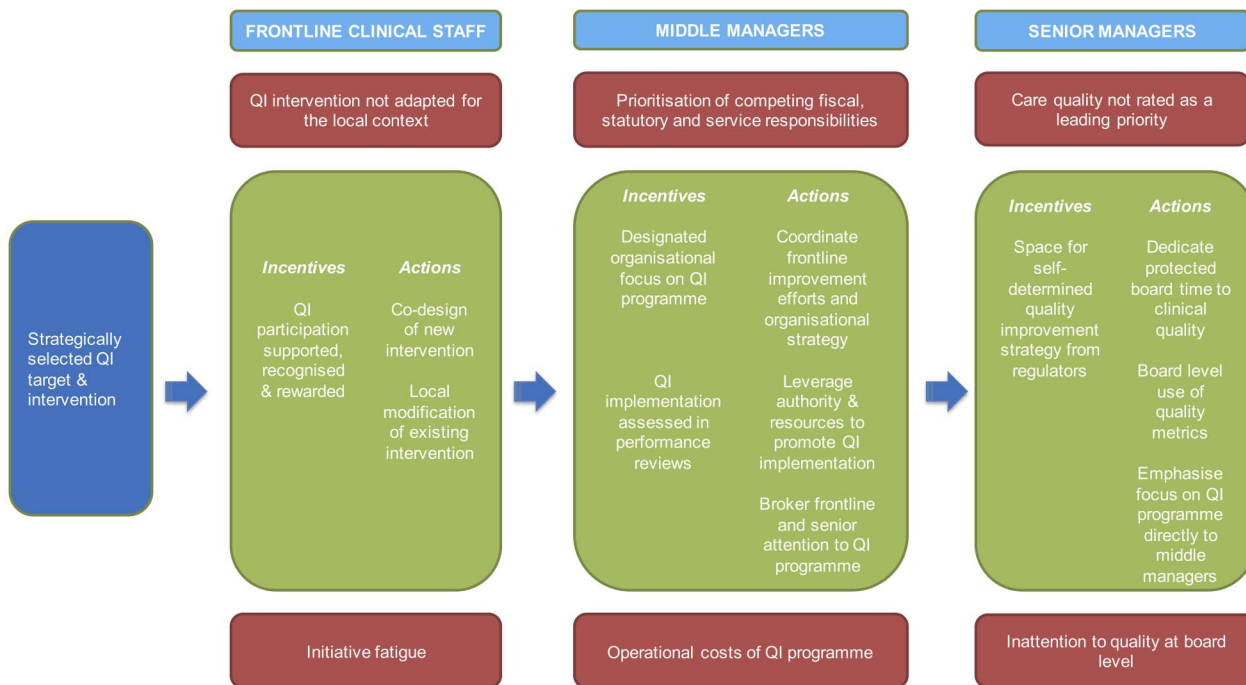 FRONTLINE CLINICAL STAFF
MIDDLE MANAGERS
SENIOR MANAGERS
QI intervention not adapted for
the local context
Prioritisation of competing fiscal,
statutory and service responsibilities
Care quality not rated as a
leading priority
Strategically
selected QI
target &
intervention
Incentives
QI
participation
supported,
recognised
& rewarded
Actions
Co-design
of new
intervention
Local
modification
of existing
intervention
Incentives
Designated
organisational
focus on QI
programme
QI
implementation
assessed in
performance
reviews
Actions
Coordinate
frontline
improvement
efforts and
organisational
strategy
Leverage
authority &
resources to
promote QI
implementation
Broker frontline
and senior
attention to QI
programme
Incentives
Space for
self-
determined
quality
improvement
strategy from
regulators
Actions
Dedicate
protected
board time to
clinical quality
Board level
use of
quality
metrics
Emphasise
focus on QI
programme
directly to
middle
managers
Initiative fatigue
Operational costs of QI programme
Inattention to quality at board
level